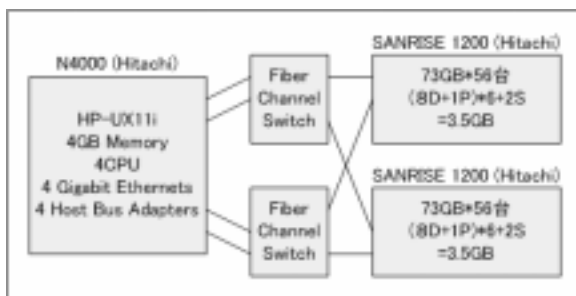 N4000 (Hitachi)
HP-UX11i
4GB Memory
4CPU
4 Gigabit Ethernets
4 Host Bus Adapters
Fiber
Channel
Switch
Fiber
Channel
Switch
SANRISE 1200 (Hitachi)
73GB*56台
(8D+1P)*6+2S
=3.5GB
SANRISE 1200 (Hitachi)
73GB*56台
(8D+1P)*6+2S
=3.5GB